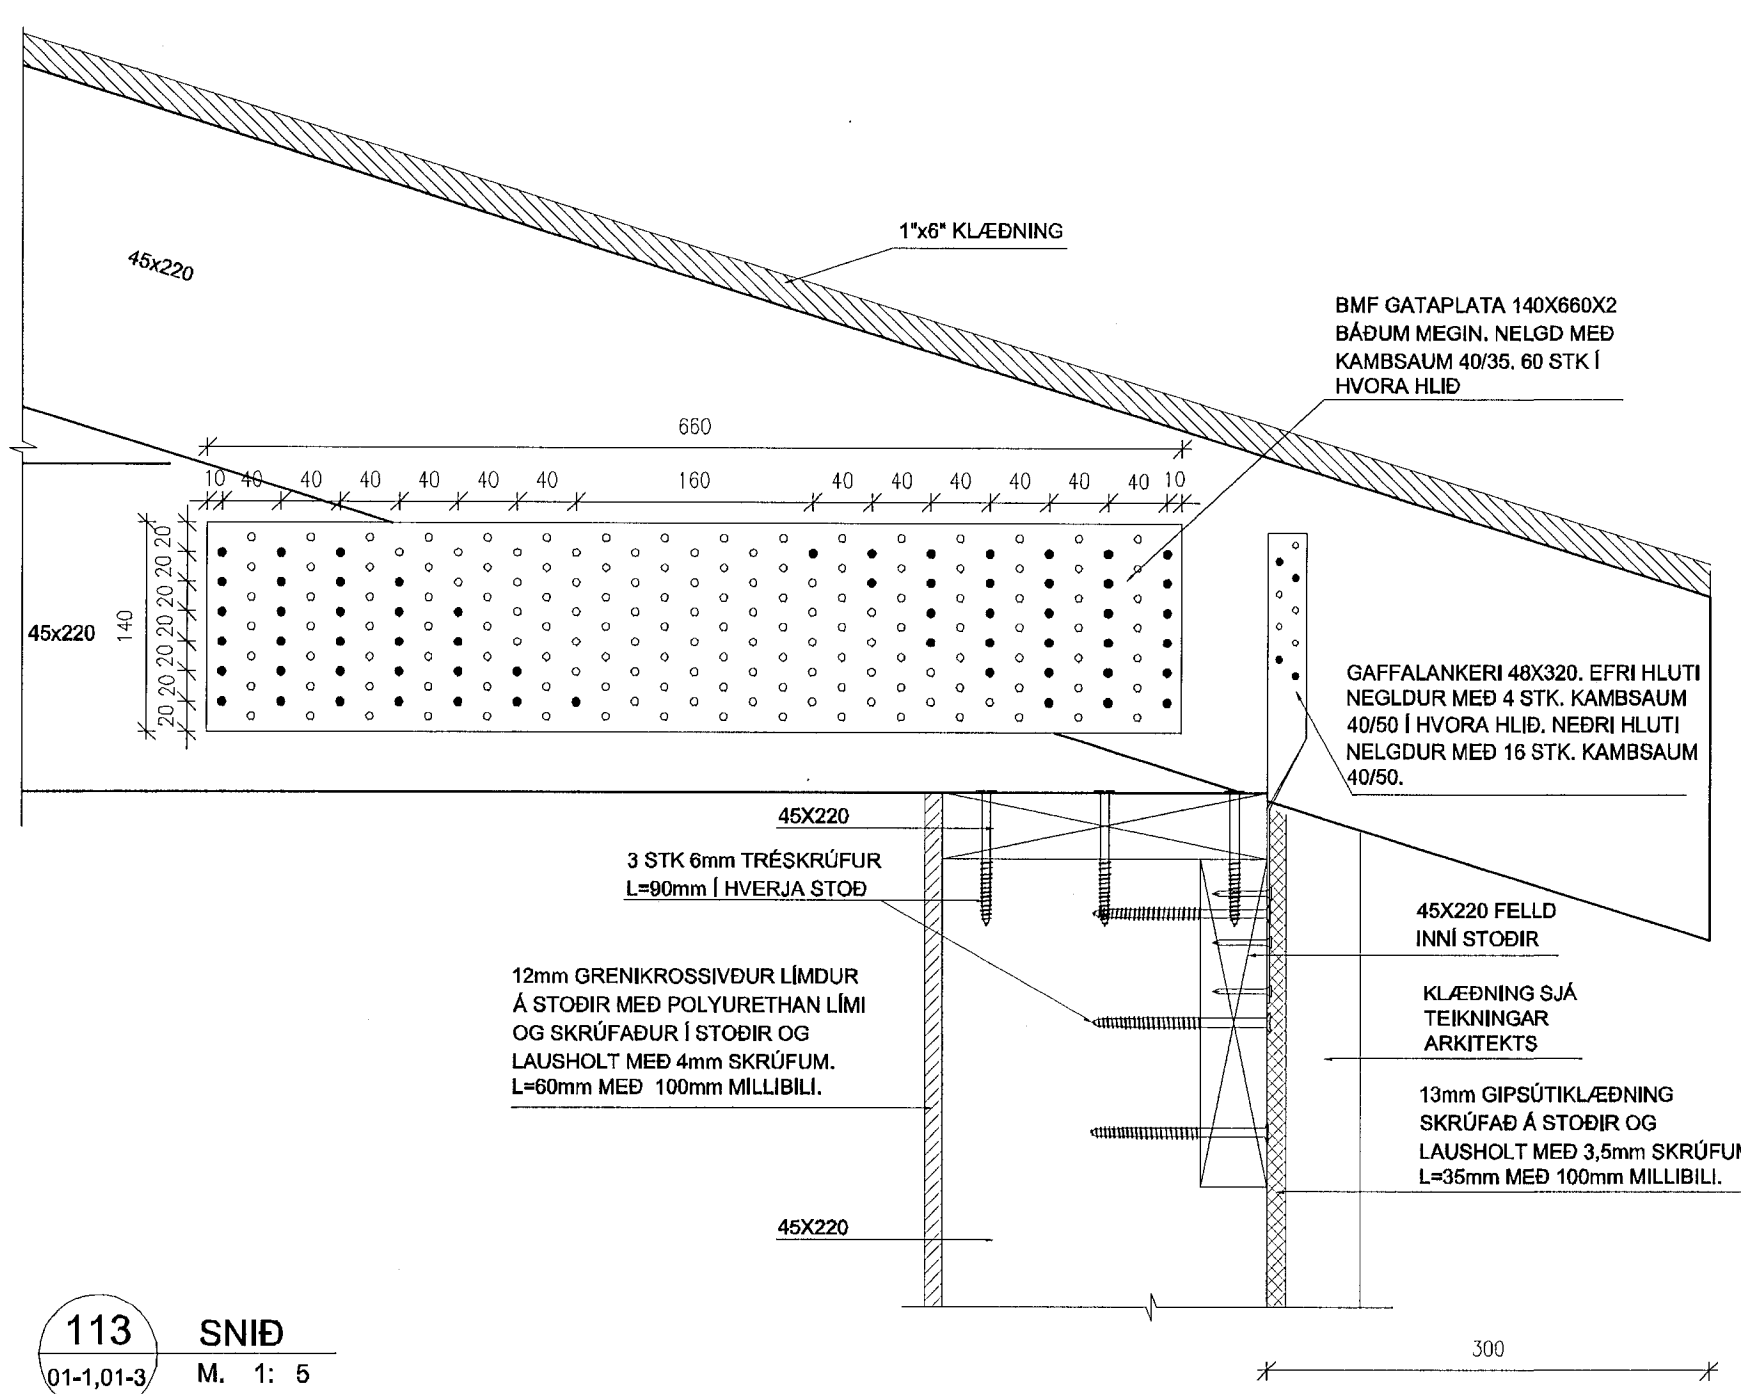 1"x6" KLÆÐNING
45x220
BMF GATAPLATA 140X660X2
BÁÐUM MEGIN. NELGD MEÐ
KAMBSAUM 40/35. 60 STK Í
HVORA HLIÐ
660
10 40 40 40 40 40 40 160 40 40 40 40 40 40 10
20 20 20 20 20 20 20
140
45x220
GAFFALANKERI 48X320. EFRI HLUTI
NEGLDUR MEÐ 4 STK. KAMBSAUM
40/50 Í HVORA HLIÐ. NEÐRI HLUTI
NELGDUR MEÐ 16 STK. KAMBSAUM
40/50.
45X220
3 STK 6mm TRÉSKRÚFUR
L=90mm Í HVERJA STOÐ
45X220 FELLD
INNÍ STOÐIR
12mm GRENIKROSSIVÐUR LÍMDUR
Á STOÐIR MEÐ POLYURETHAN LÍMI
OG SKRÚFAÐUR Í STOÐIR OG
LAUSHOLT MEÐ 4mm SKRÚFUM.
L=60mm MEÐ 100mm MILLIBILI.
KLÆÐNING SJÁ
TEIKNINGAR
ARKITEKTS
13mm GIPSÚTIKLÆÐNING
SKRÚFAÐ Á STOÐIR OG
LAUSHOLT MEÐ 3,5mm SKRÚFUM
L=35mm MEÐ 100mm MILLIBILI.
45X220
113 SNIÐ
01-1,01-3 M. 1: 5
300